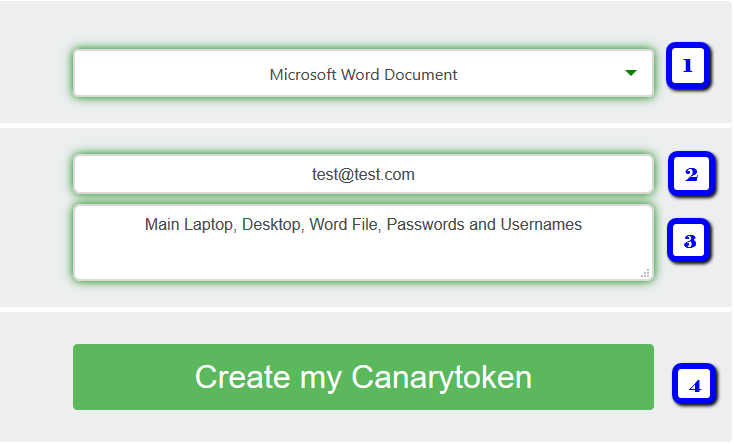 Microsoft Word Document
1
test@test.com
2
Main Laptop, Desktop, Word File, Passwords and Usernames
3
Create my Canarytoken
4